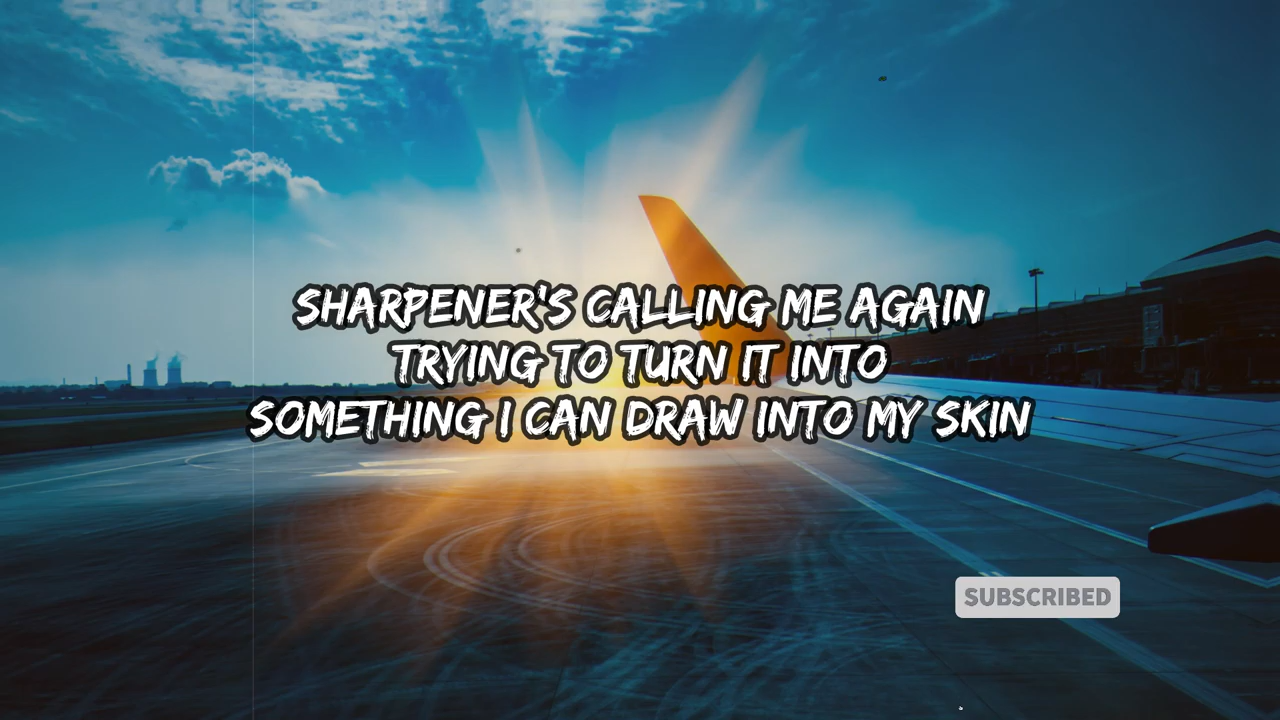 SHARPENER'S CALLING ME AGAIN
TRYING TO TURN IT INTO
SOMETHING I CAN DRAW INTO MY SKIN
SUBSCRIBED